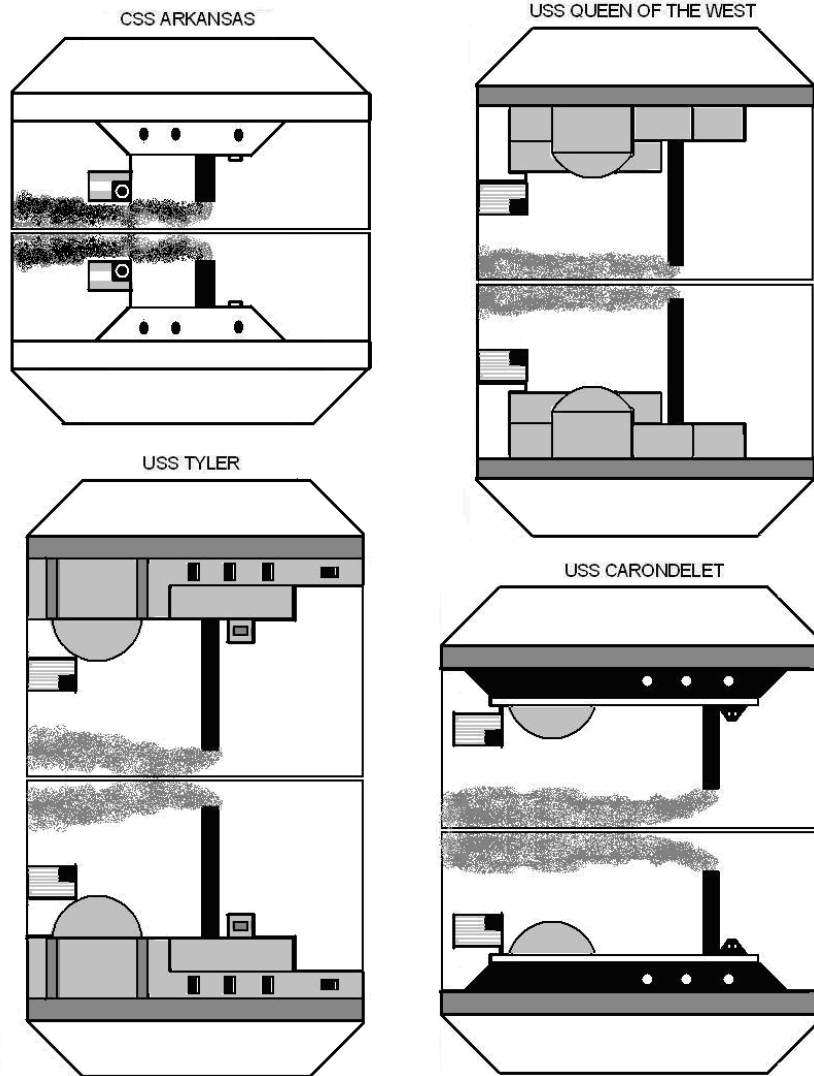 CSS ARKANSAS
USS QUEEN OF THE WEST
USS TYLER
USS CARONDELET